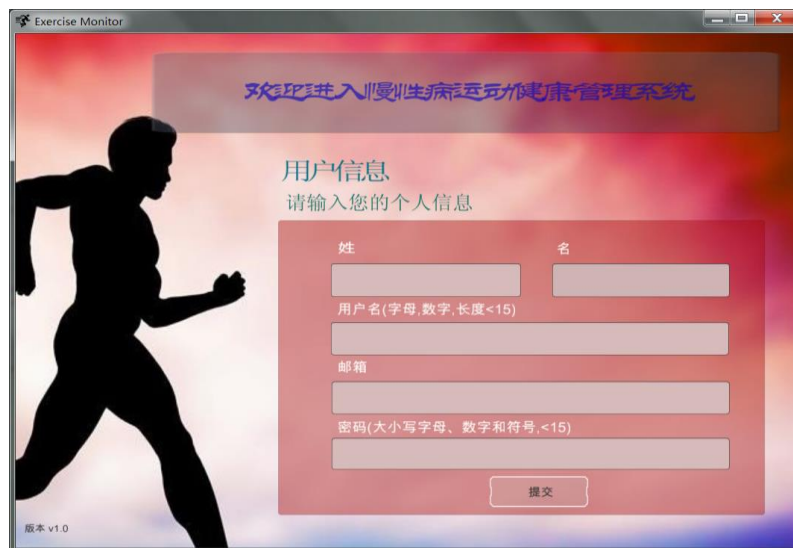 Exercise Monitor
欢迎进入慢性病运动健康管理系统
用户信息
请输入您的个人信息
姓 名
用户名(字母,数字,长度<15)
邮箱
密码(大小写字母、数字和符号,<15)
提交
版本 v1.0